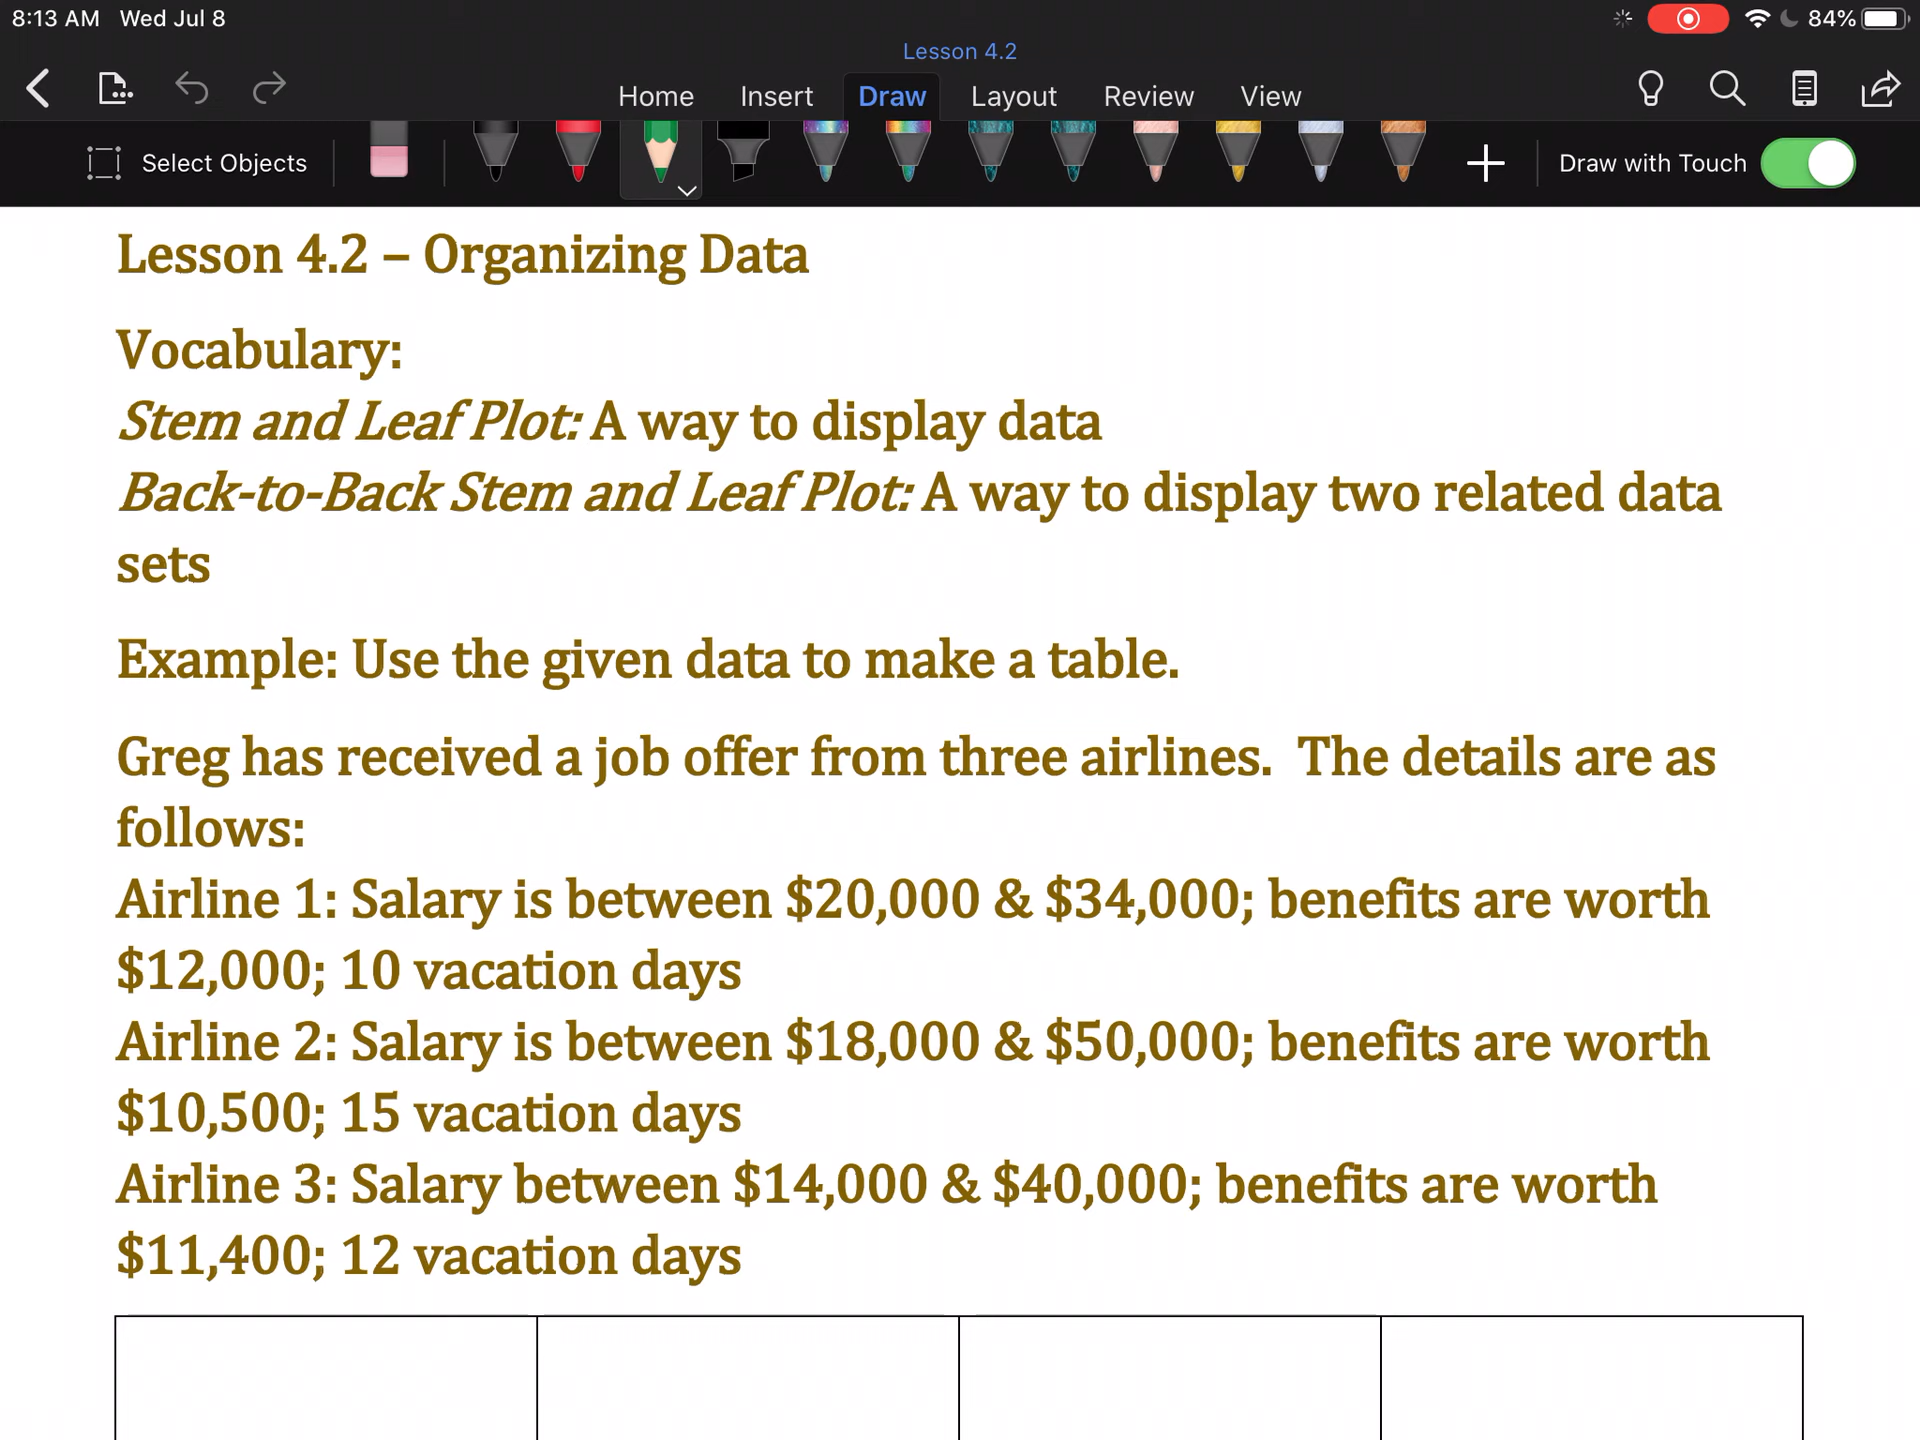 8:13 AM Wed Jul 8
84%
Lesson 4.2
Home Insert Draw Layout Review View
Select Objects
Draw with Touch
Lesson 4.2 – Organizing Data
Vocabulary:
Stem and Leaf Plot: A way to display data
Back-to-Back Stem and Leaf Plot: A way to display two related data
sets
Example: Use the given data to make a table.
Greg has received a job offer from three airlines.  The details are as
follows:
Airline 1: Salary is between $20,000 & $34,000; benefits are worth
$12,000; 10 vacation days
Airline 2: Salary is between $18,000 & $50,000; benefits are worth
$10,500; 15 vacation days
Airline 3: Salary between $14,000 & $40,000; benefits are worth
$11,400; 12 vacation days